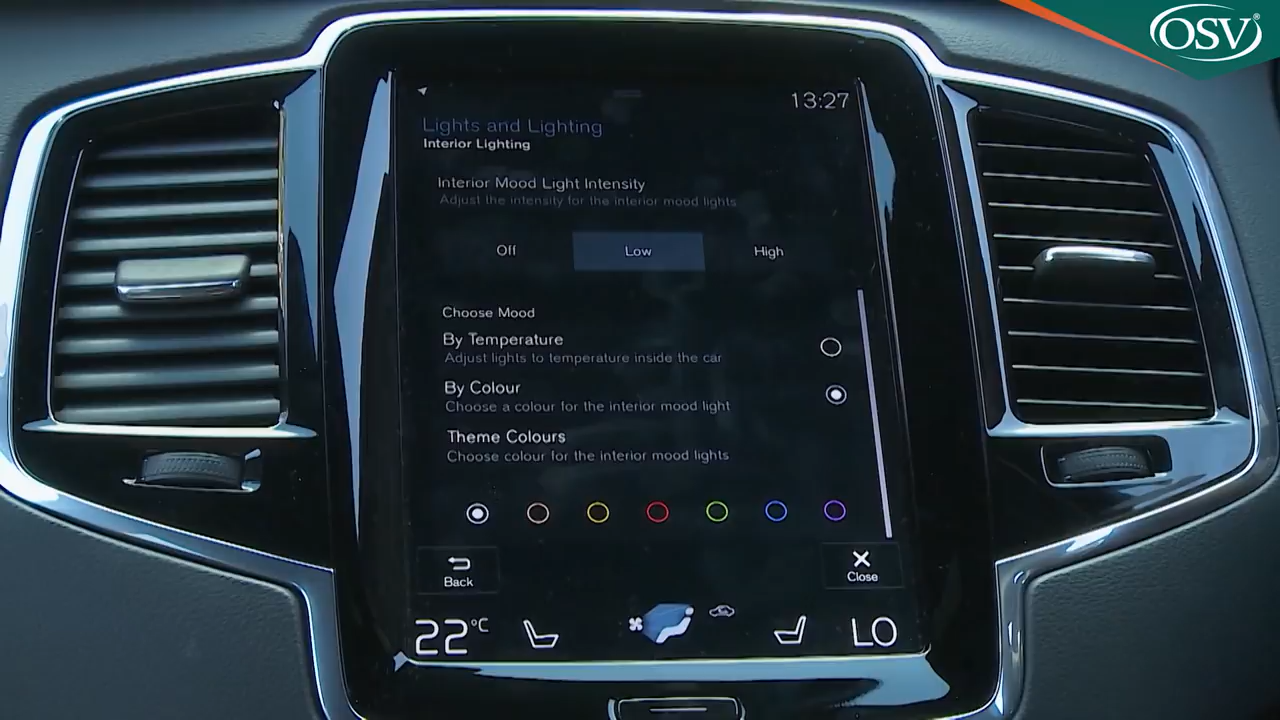 OSV®
13:27
Lights and Lighting
Interior Lighting
Interior Mood Light Intensity
Adjust the intensity for the interior mood lights
Off Low High
Choose Mood
By Temperature
Adjust lights to temperature inside the car
By Colour
Choose a colour for the interior mood light
Theme Colours
Choose colour for the interior mood lights
Back
Close
22°C
LO